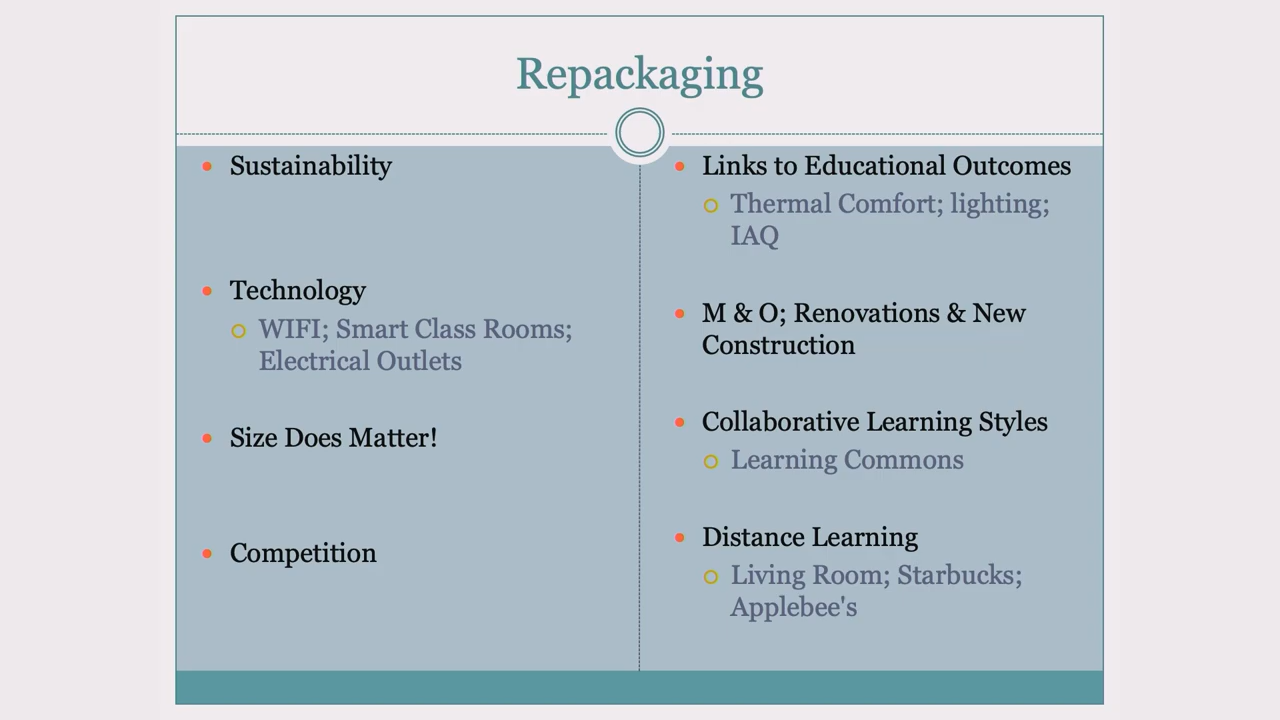 Repackaging
Sustainability
Technology
WIFI; Smart Class Rooms;
Electrical Outlets
Size Does Matter!
Competition
Links to Educational Outcomes
Thermal Comfort; lighting;
IAQ
M & O; Renovations & New
Construction
Collaborative Learning Styles
Learning Commons
Distance Learning
Living Room; Starbucks;
Applebee's